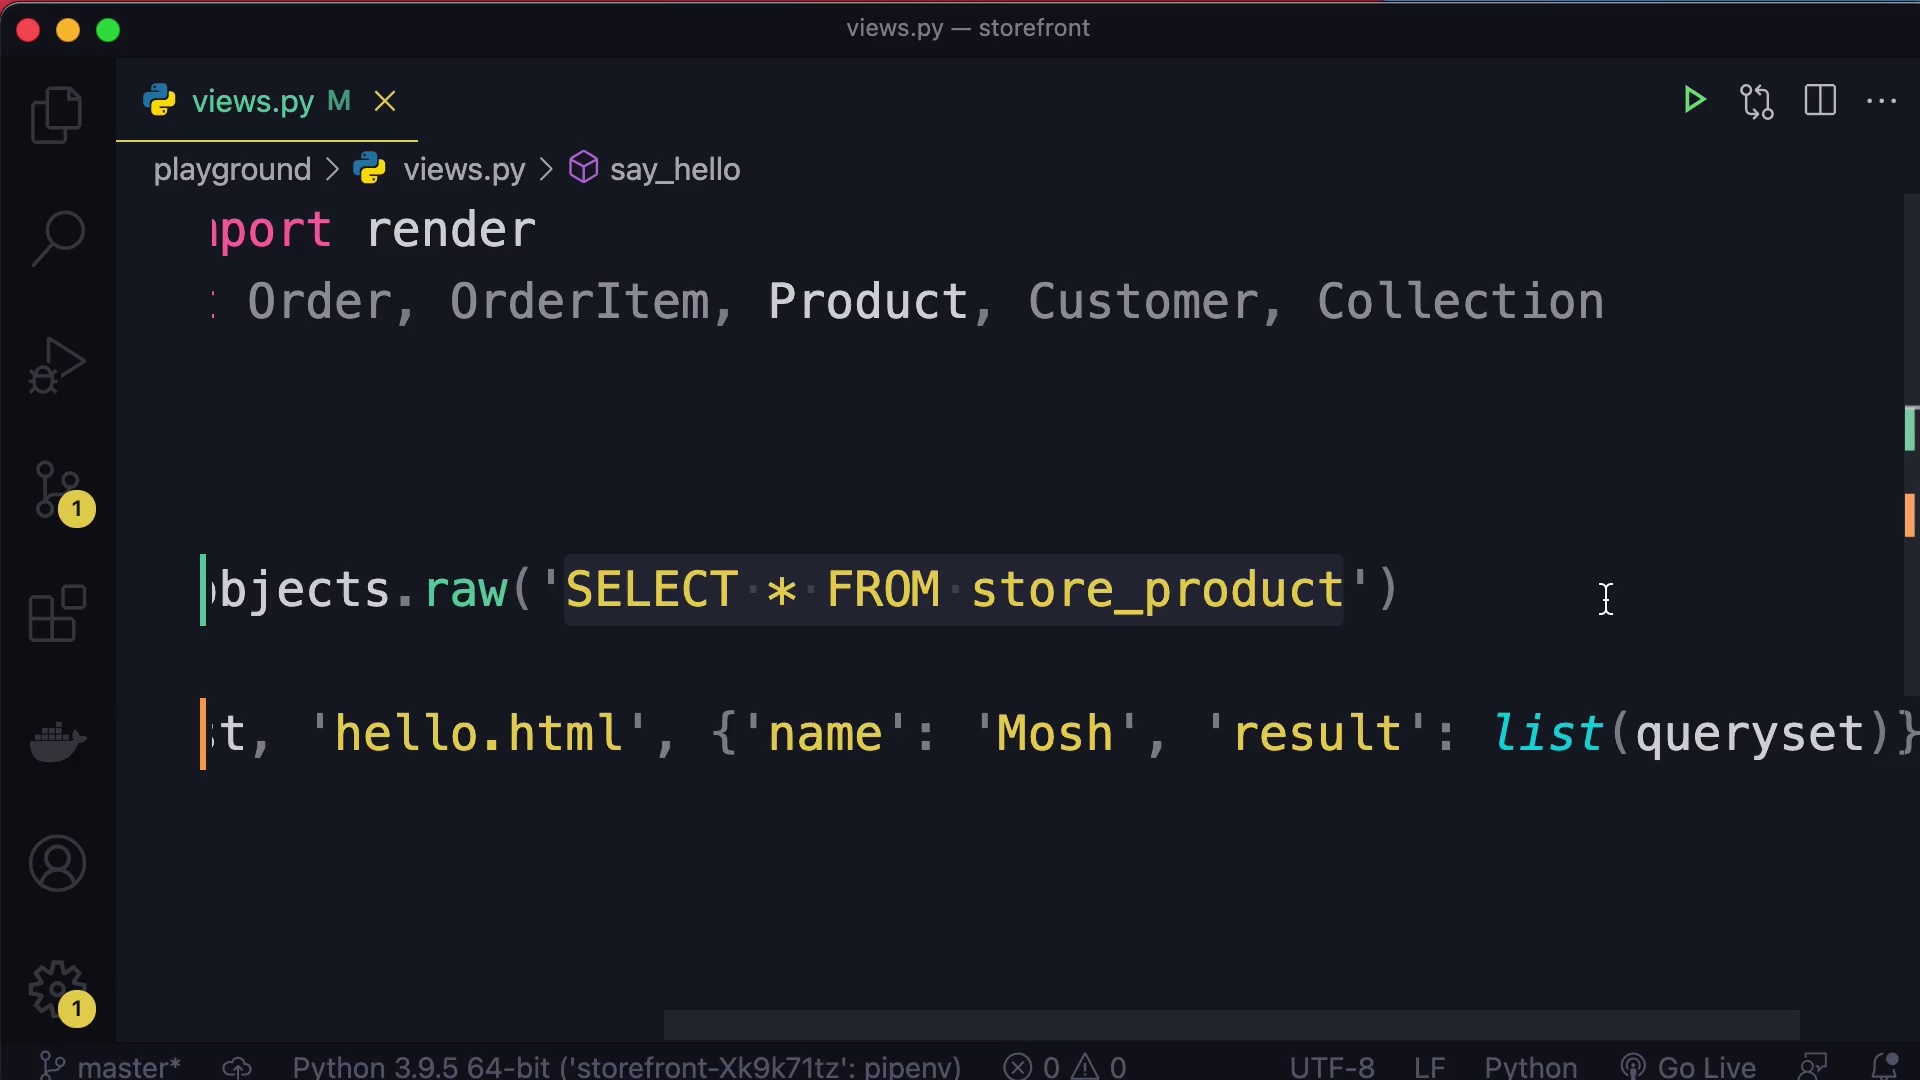 views.py — storefront
views.py M
playground > views.py > say_hello
port render
Order, OrderItem, Product, Customer, Collection
bjects.raw('SELECT * FROM store_product')
t, 'hello.html', {'name': 'Mosh', 'result': list(queryset)}
1
1
master* Python 3.9.5 64-bit ('storefront-Xk9k71tz': pipenv) 0 0 UTF-8 LF Python Go Live